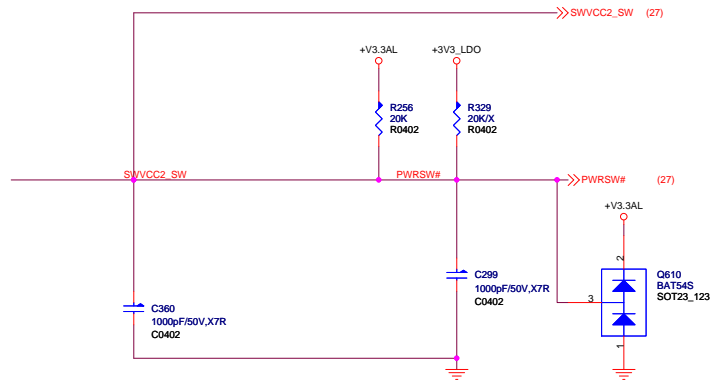 SWVCC2_SW (27)
+V3.3AL
+3V3_LDO
R256
20K
R0402
R329
20K/X
R0402
SWVCC2_SW
PWRSW#
PWRSW# (27)
+V3.3AL
2
Q610
BAT54S
SOT23_123
3
1
C299
1000pF/50V,X7R
C0402
C360
1000pF/50V,X7R
C0402